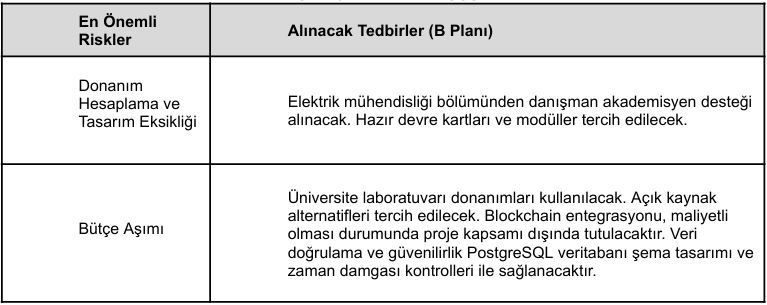 En Önemli
Riskler
Alınacak Tedbirler (B Planı)
Donanım
Hesaplama ve
Tasarım Eksikliği
Elektrik mühendisliği bölümünden danışman akademisyen desteği
alınacak. Hazır devre kartları ve modüller tercih edilecek.
Bütçe Aşımı
Üniversite laboratuvarı donanımları kullanılacak. Açık kaynak
alternatifleri tercih edilecek. Blockchain entegrasyonu, maliyetli
olması durumunda proje kapsamı dışında tutulacaktır. Veri
doğrulama ve güvenilirlik PostgreSQL veritabanı şema tasarımı ve
zaman damgası kontrolleri ile sağlanacaktır.